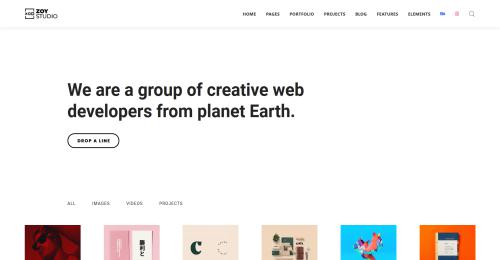 ZOY
STUDIO
HOME PAGES PORTFOLIO PROJECTS BLOG FEATURES ELEMENTS
We are a group of creative web
developers from planet Earth.
DROP A LINE
ALL IMAGES VIDEOS PROJECTS